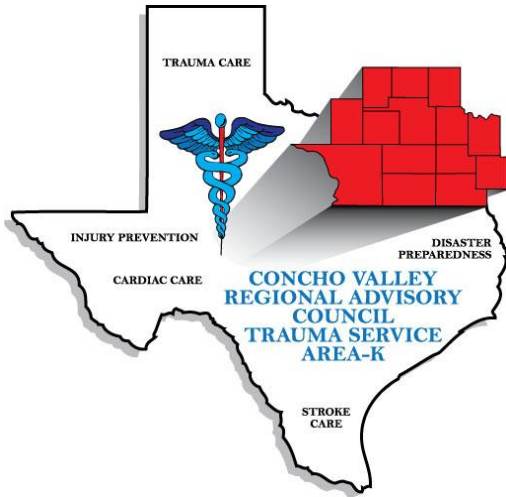 TRAUMA CARE
INJURY PREVENTION
DISASTER
PREPAREDNESS
CARDIAC CARE
CONCHO VALLEY
REGIONAL ADVISORY
COUNCIL
TRAUMA SERVICE
AREA-K
STROKE
CARE